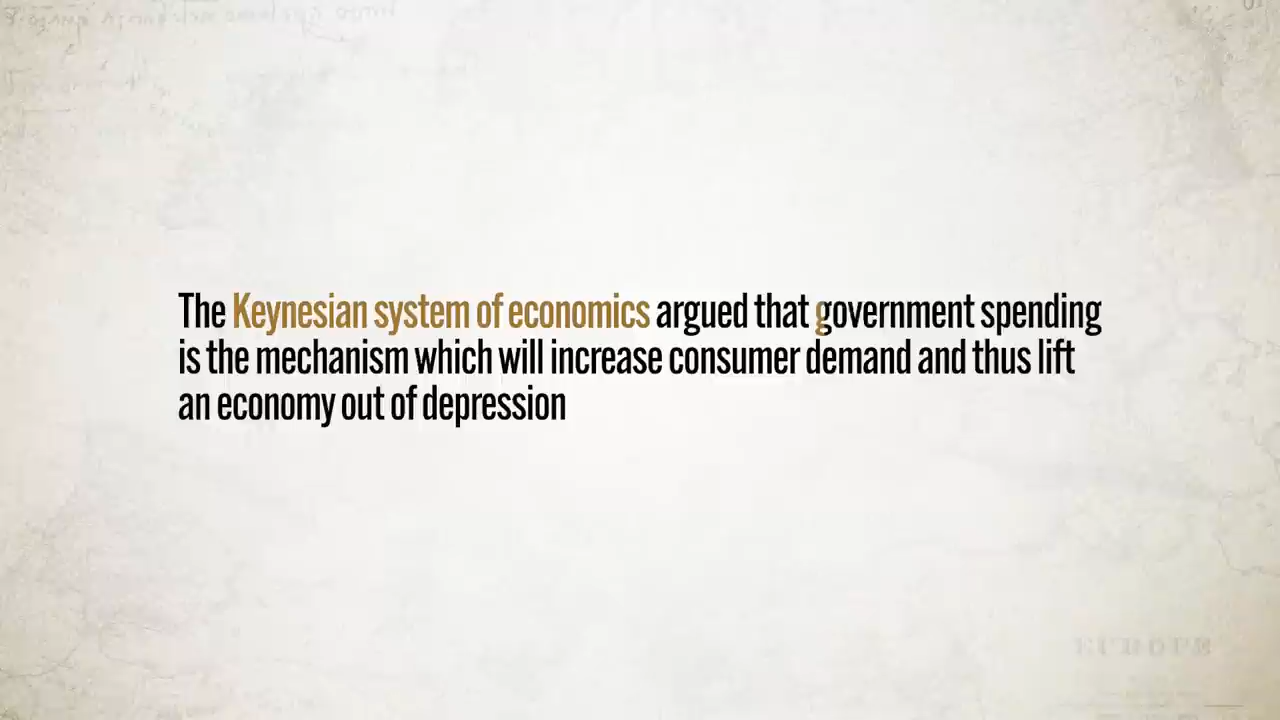 The Keynesian system of economics argued that government spending
is the mechanism which will increase consumer demand and thus lift
an economy out of depression
EUROPE